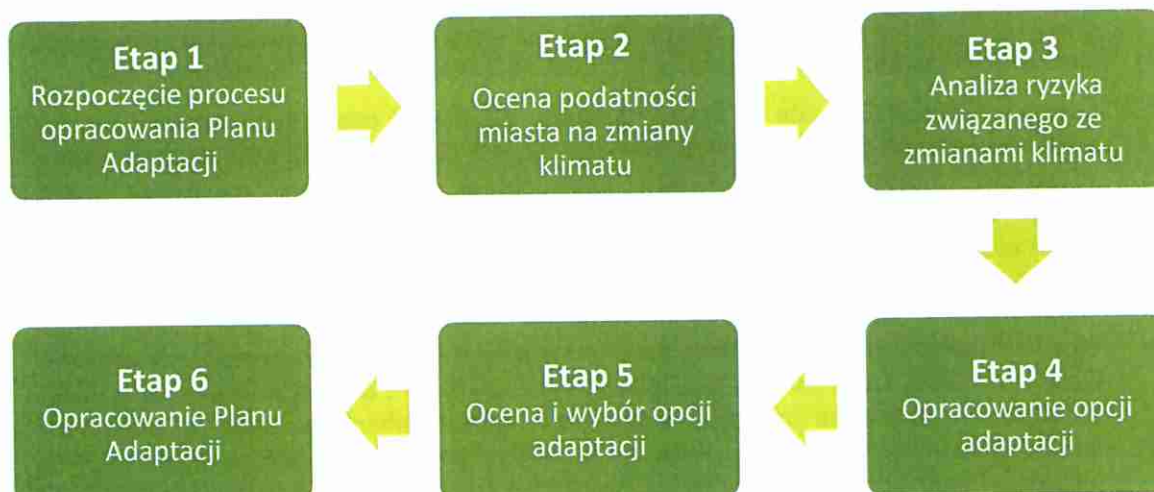 Etap 1
Rozpoczęcie procesu
opracowania Planu
Adaptacji
Etap 2
Ocena podatności
miasta na zmiany
klimatu
Etap 3
Analiza ryzyka
związanego ze
zmianami klimatu
Etap 4
Opracowanie opcji
adaptacji
Etap 5
Ocena i wybór opcji
adaptacji
Etap 6
Opracowanie Planu
Adaptacji